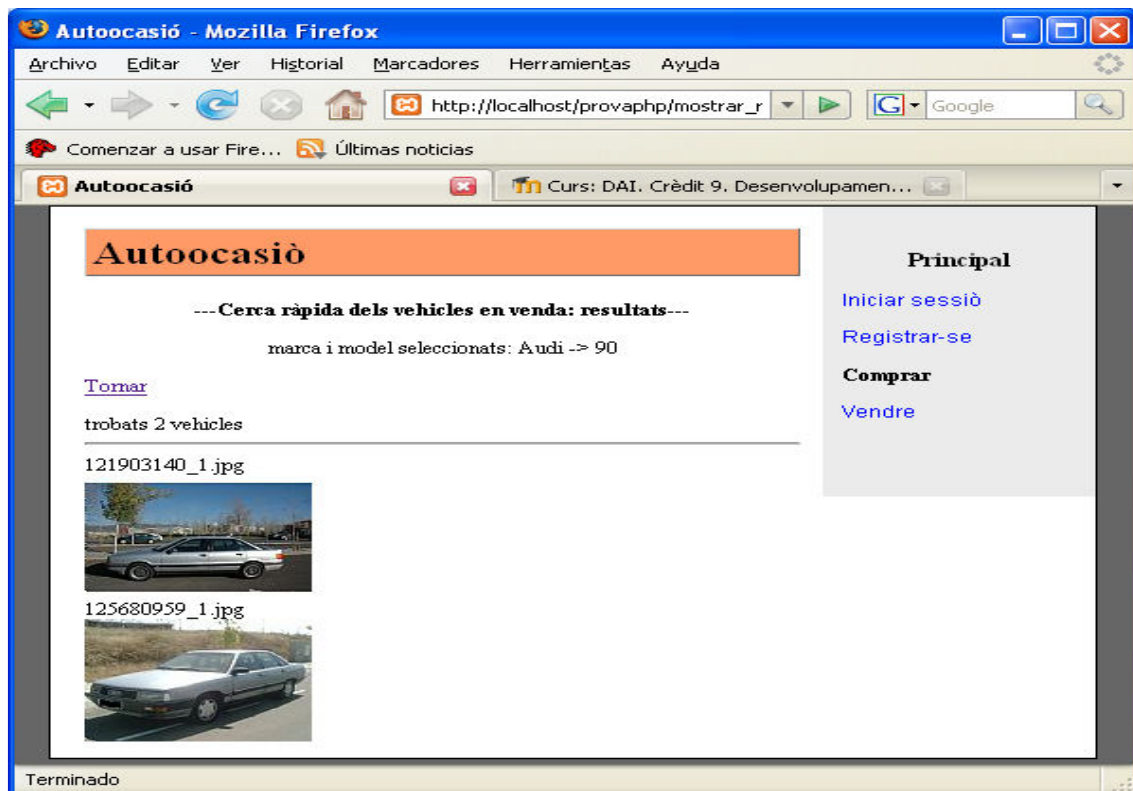 Autoocasió - Mozilla Firefox
Archivo Editar Ver Historial Marcadores Herramientas Ayuda
http://localhost/provaphp/mostrar_r
G Google
Comenzar a usar Fire... Últimas noticias
Autoocasió
Curs: DAI. Crèdit 9. Desenvolupamen...
Autoocasiò
---Cerca ràpida dels vehicles en venda: resultats---
marca i model seleccionats: Audi -> 90
Tornar
trobats 2 vehicles
121903140_1.jpg
125680959_1.jpg
Principal
Iniciar sessiò
Registrar-se
Comprar
Vendre
Terminado